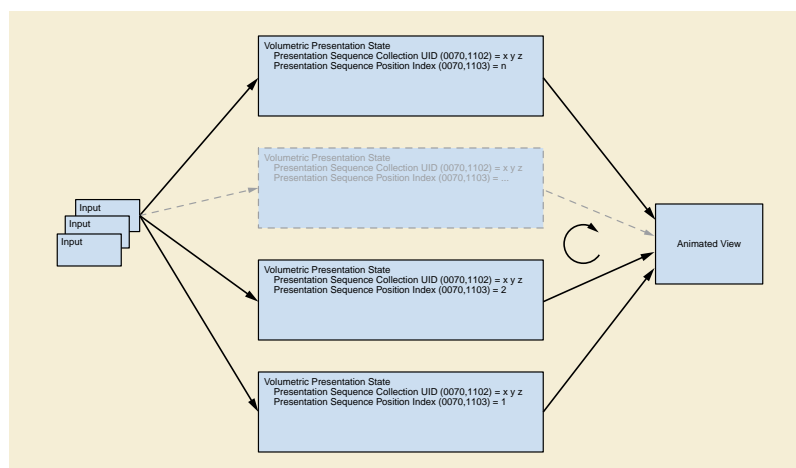 Volumetric Presentation State
Presentation Sequence Collection UID (0070,1102) = x y z
Presentation Sequence Position Index (0070,1103) = n
Volumetric Presentation State
Presentation Sequence Collection UID (0070,1102) = x y z
Presentation Sequence Position Index (0070,1103) = ...
Input
Input
Input
Animated View
Volumetric Presentation State
Presentation Sequence Collection UID (0070,1102) = x y z
Presentation Sequence Position Index (0070,1103) = 2
Volumetric Presentation State
Presentation Sequence Collection UID (0070,1102) = x y z
Presentation Sequence Position Index (0070,1103) = 1